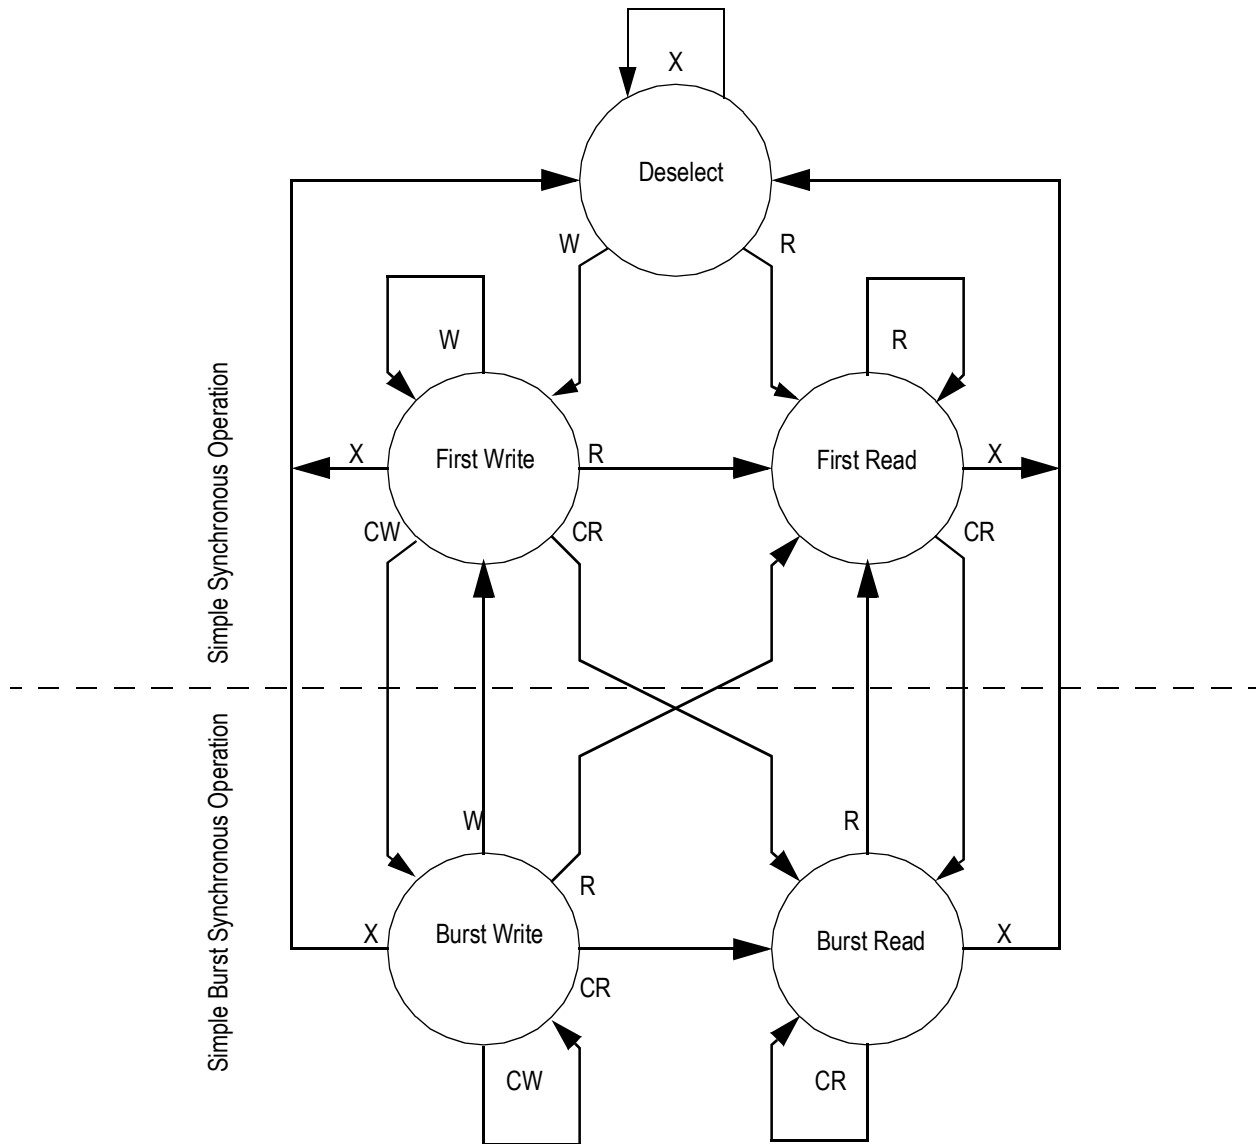 X
Deselect
W
R
W
R
Simple Synchronous Operation
X
First Write
R
First Read
X
CW
CR
CR
Simple Burst Synchronous Operation
W
R
R
X
Burst Write
Burst Read
X
CR
CW
CR